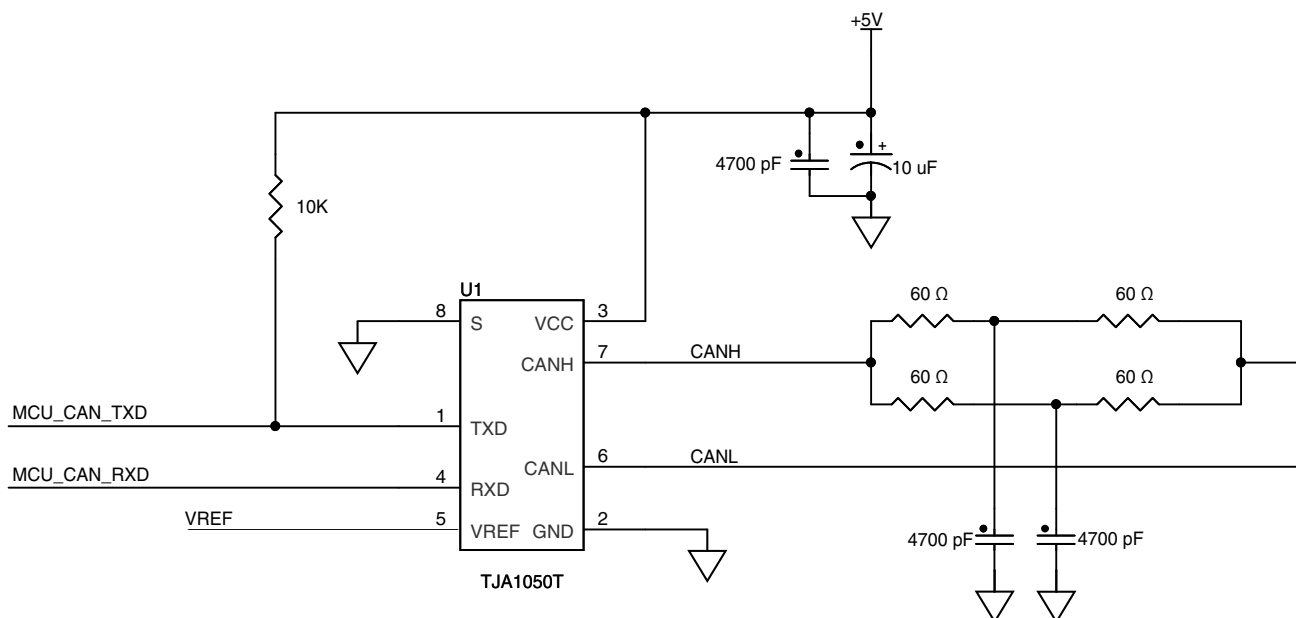 +5V
4700 pF
+
10 uF
10K
U1
8
S
VCC
3
CANH
7
CANH
60 Ω
60 Ω
60 Ω
60 Ω
MCU_CAN_TXD
1
TXD
CANL
6
CANL
MCU_CAN_RXD
4
RXD
VREF
5
VREF
GND
2
4700 pF
4700 pF
TJA1050T